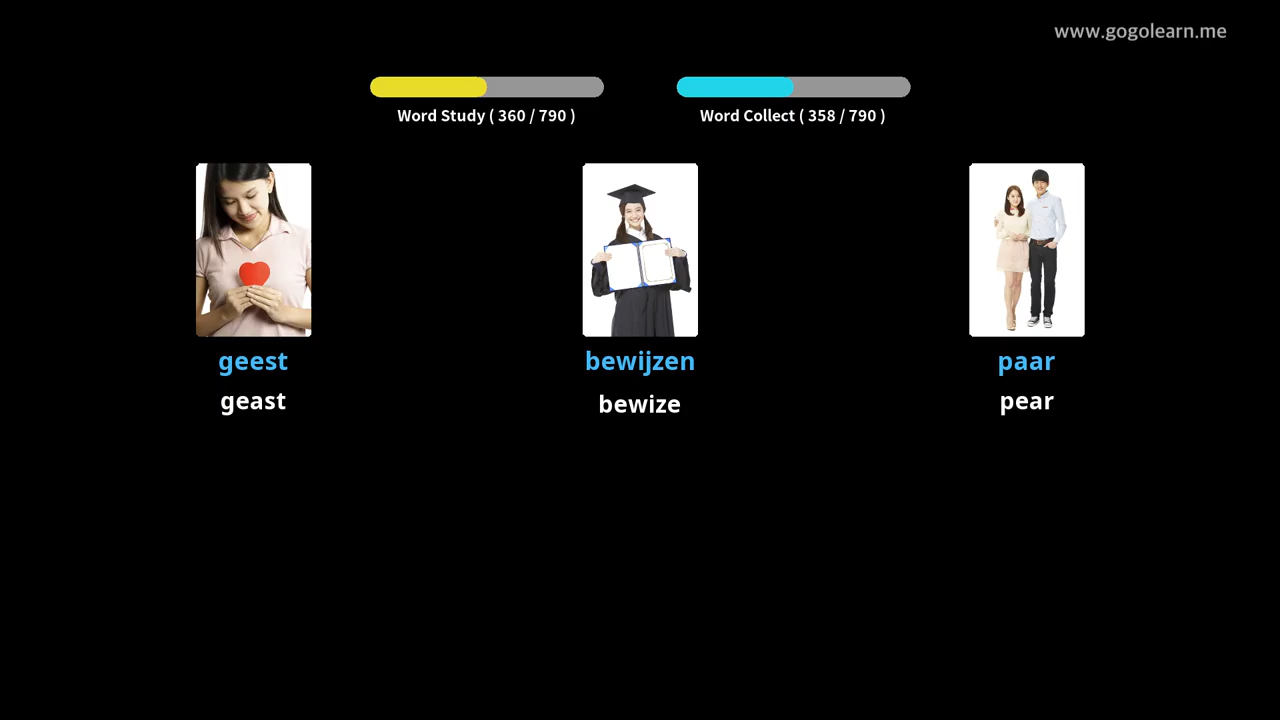 www.gogolearn.me
Word Study ( 360 / 790 )
Word Collect ( 358 / 790 )
geest
bewijzen
paar
geast
bewize
pear